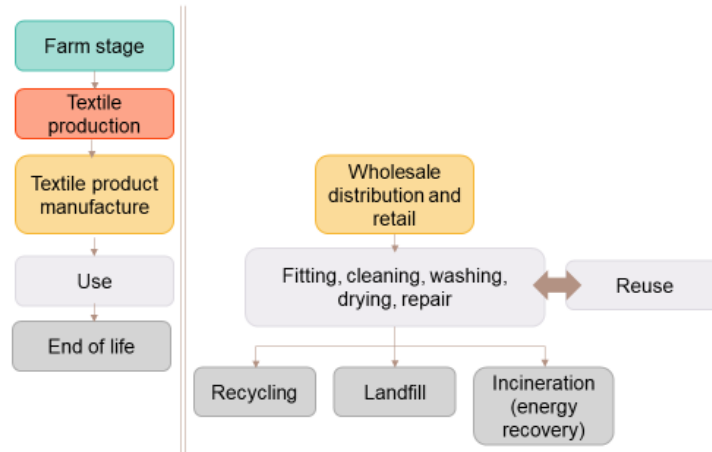 Farm stage
Textile
production
Textile product
manufacture
Use
End of life
Wholesale
distribution and
retail
Fitting, cleaning, washing,
drying, repair
Reuse
Recycling
Landfill
Incineration
(energy
recovery)